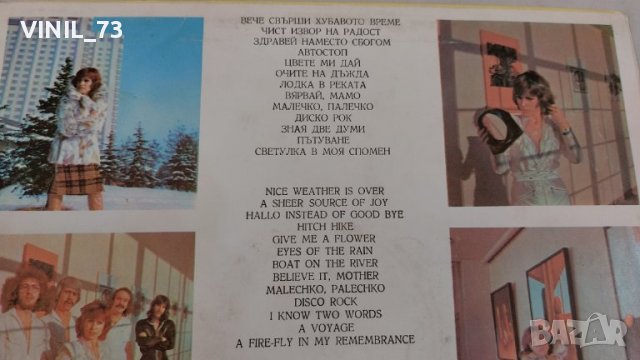 VINIL_73
ВЕЧЕ СВЪРШИ ХУБАВОТО ВРЕМЕ
ЧИСТ ИЗВОР НА РАДОСТ
ЗДРАВЕЙ НАМЕСТО СБОГОМ
АВТОСТОП
ЦВЕТЕ МИ ДАЙ
ОЧИТЕ НА ДЪЖДА
ЛОДКА В РЕКАТА
ВЯРВАЙ, МАМО
МАЛЕЧКО, ПАЛЕЧКО
ДИСКО РОК
ЗНАЯ ДВЕ ДУМИ
ПЪТУВАНЕ
СВЕТУЛКА В МОЯ СПОМЕН
NICE WEATHER IS OVER
A SHEER SOURCE OF JOY
HALLO INSTEAD OF GOOD BYE
HITCH HIKE
GIVE ME A FLOWER
EYES OF THE RAIN
BOAT ON THE RIVER
BELIEVE IT, MOTHER
MALECHKO, PALECHKO
DISCO ROCK
I KNOW TWO WORDS
A VOYAGE
A FIRE-FLY IN MY REMEMBRANCE
BAZAR